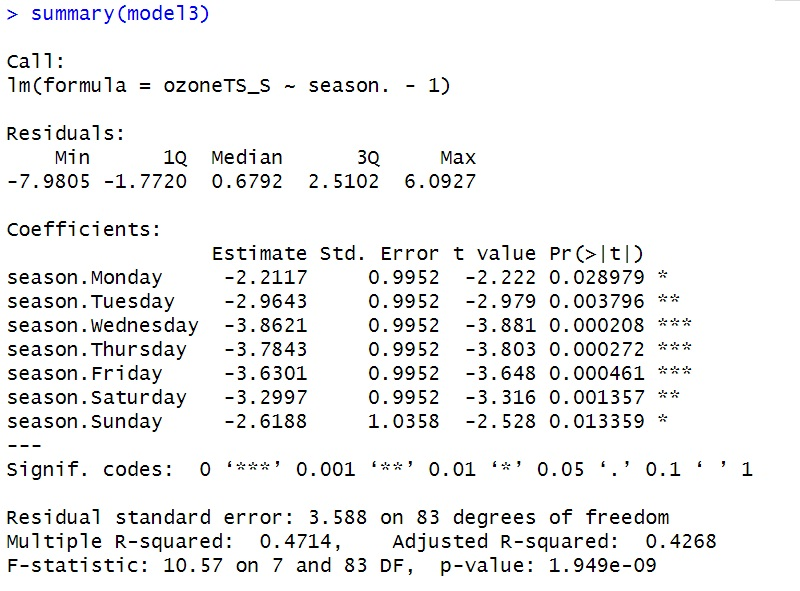 > summary(model3)
Call:
lm(formula = ozoneTS_S ~ season. - 1)
Residuals:
Min 1Q Median 3Q Max
-7.9805 -1.7720 0.6792 2.5102 6.0927
Coefficients:
Estimate Std. Error t value Pr(>|t|)
season.Monday -2.2117 0.9952 -2.222 0.028979 *
season.Tuesday -2.9643 0.9952 -2.979 0.003796 **
season.Wednesday -3.8621 0.9952 -3.881 0.000208 ***
season.Thursday -3.7843 0.9952 -3.803 0.000272 ***
season.Friday -3.6301 0.9952 -3.648 0.000461 ***
season.Saturday -3.2997 0.9952 -3.316 0.001357 **
season.Sunday -2.6188 1.0358 -2.528 0.013359 *
---
Signif. codes: 0 ‘***’ 0.001 ‘**’ 0.01 ‘*’ 0.05 ‘.’ 0.1 ‘ ’ 1
Residual standard error: 3.588 on 83 degrees of freedom
Multiple R-squared: 0.4714, Adjusted R-squared: 0.4268
F-statistic: 10.57 on 7 and 83 DF, p-value: 1.949e-09